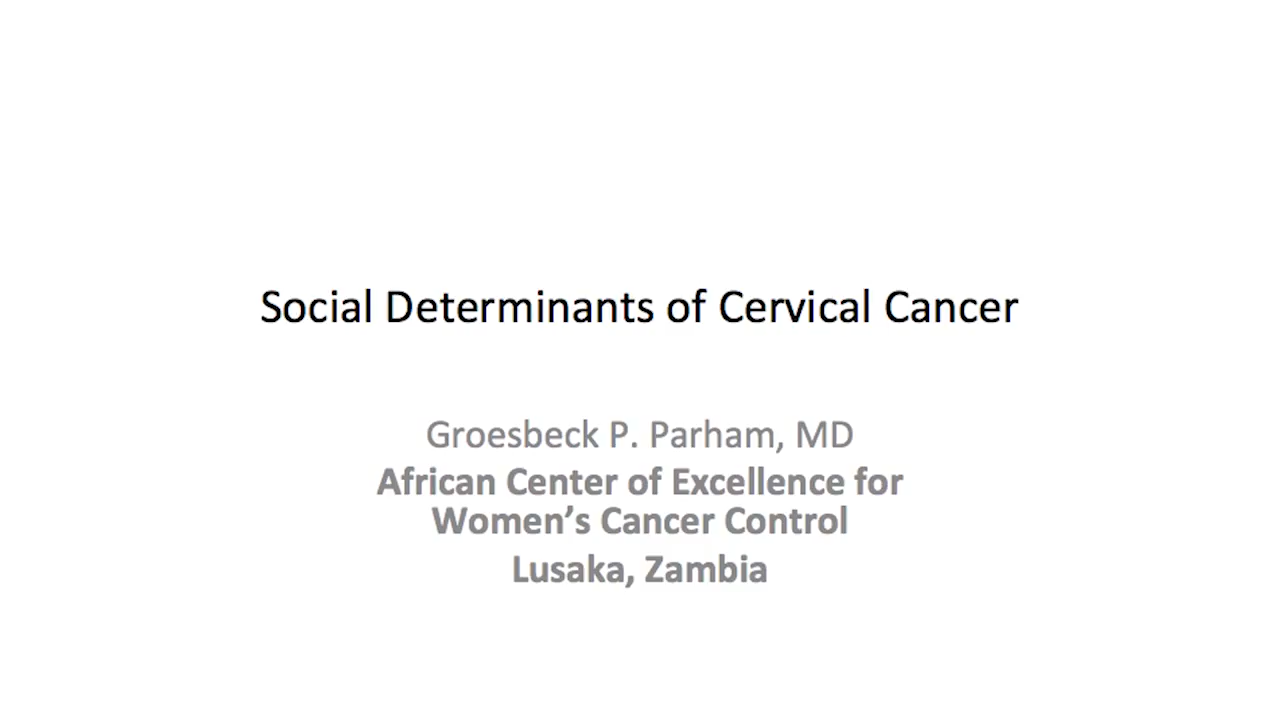 Social Determinants of Cervical Cancer
Groesbeck P. Parham, MD
African Center of Excellence for
Women’s Cancer Control
Lusaka, Zambia